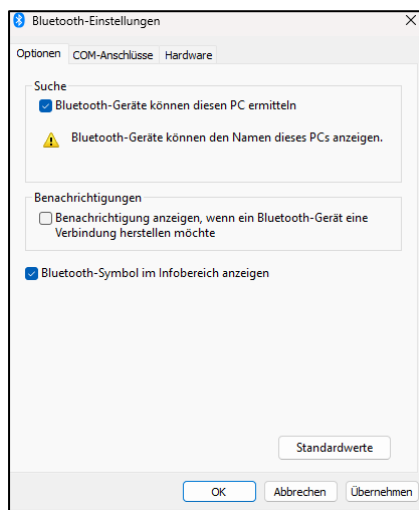 Bluetooth-Einstellungen
Optionen COM-Anschlüsse Hardware
Suche
Bluetooth-Geräte können diesen PC ermitteln
Bluetooth-Geräte können den Namen dieses PCs anzeigen.
Benachrichtigungen
Benachrichtigung anzeigen, wenn ein Bluetooth-Gerät eine
Verbindung herstellen möchte
Bluetooth-Symbol im Infobereich anzeigen
Standardwerte
OK Abbrechen Übernehmen